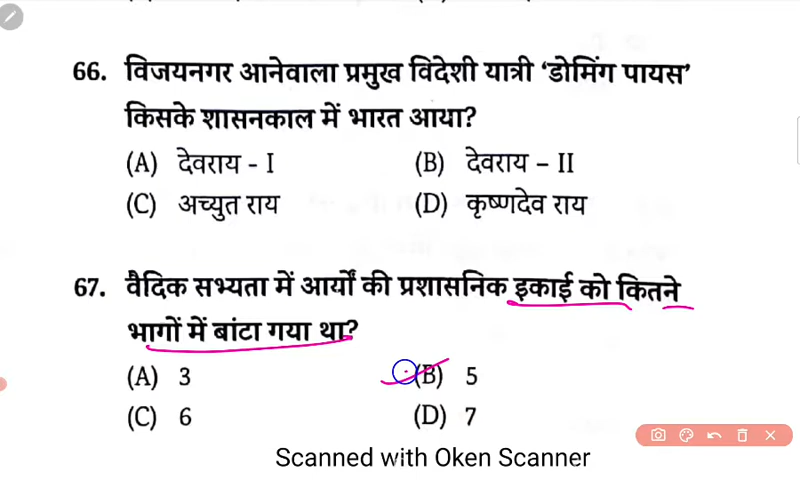 66. विजयनगर आनेवाला प्रमुख विदेशी यात्री ‘डोमिंग पायस’
किसके शासनकाल में भारत आया?
(A) देवराय - I (B) देवराय – II
(C) अच्युत राय (D) कृष्णदेव राय
67. वैदिक सभ्यता में आर्यों की प्रशासनिक इकाई को कितने
भागों में बांटा गया था?
(A) 3 (B) 5
(C) 6 (D) 7
Scanned with Oken Scanner